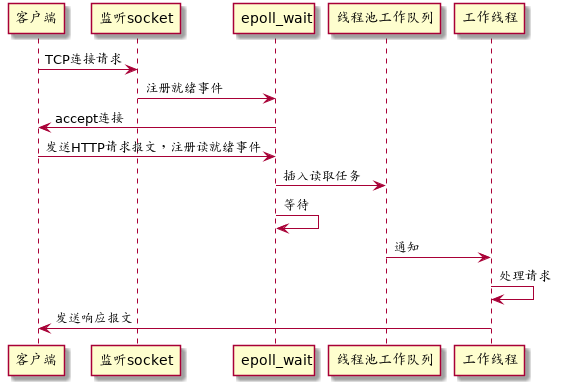 客户端
监听socket
epoll_wait
线程池工作队列
工作线程
TCP连接请求
注册就绪事件
accept连接
发送HTTP请求报文，注册读就绪事件
插入读取任务
等待
通知
处理请求
发送响应报文
客户端
监听socket
epoll_wait
线程池工作队列
工作线程